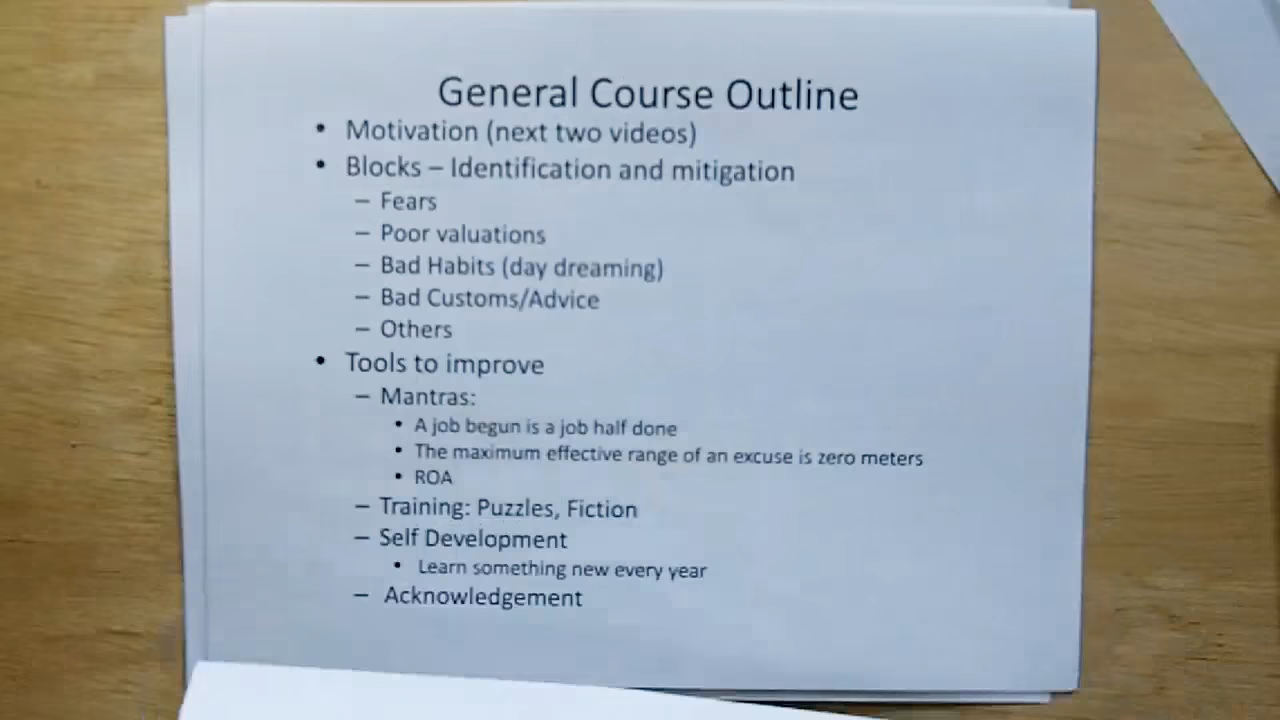 General Course Outline
• Motivation (next two videos)
• Blocks – Identification and mitigation
– Fears
– Poor valuations
– Bad Habits (day dreaming)
– Bad Customs/Advice
– Others
• Tools to improve
– Mantras:
• A job begun is a job half done
• The maximum effective range of an excuse is zero meters
• ROA
– Training: Puzzles, Fiction
– Self Development
• Learn something new every year
– Acknowledgement